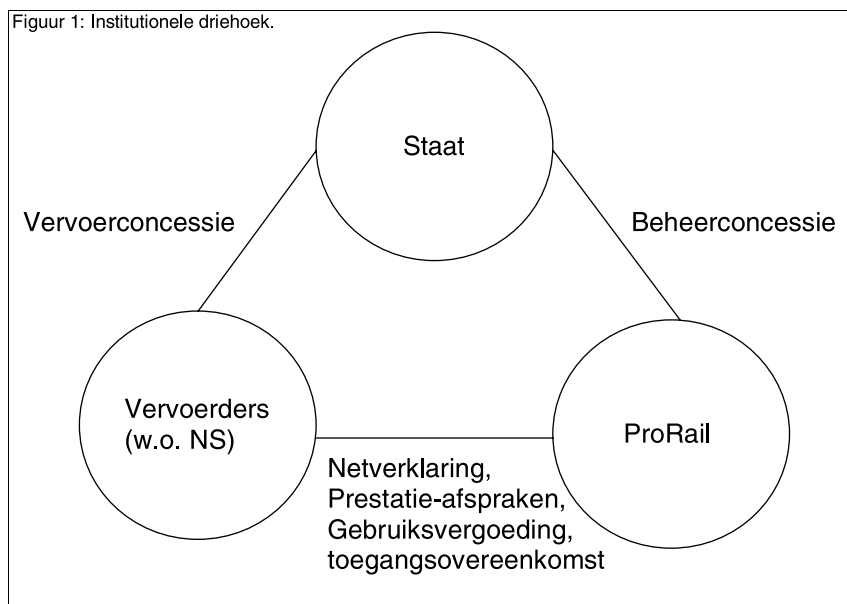 Figuur 1: Institutionele driehoek.
Staat
Vervoerconcessie
Beheerconcessie
Vervoerders
(w.o. NS)
ProRail
Netverklaring,
Prestatie-afspraken,
Gebruiksvergoeding,
toegangsovereenkomst